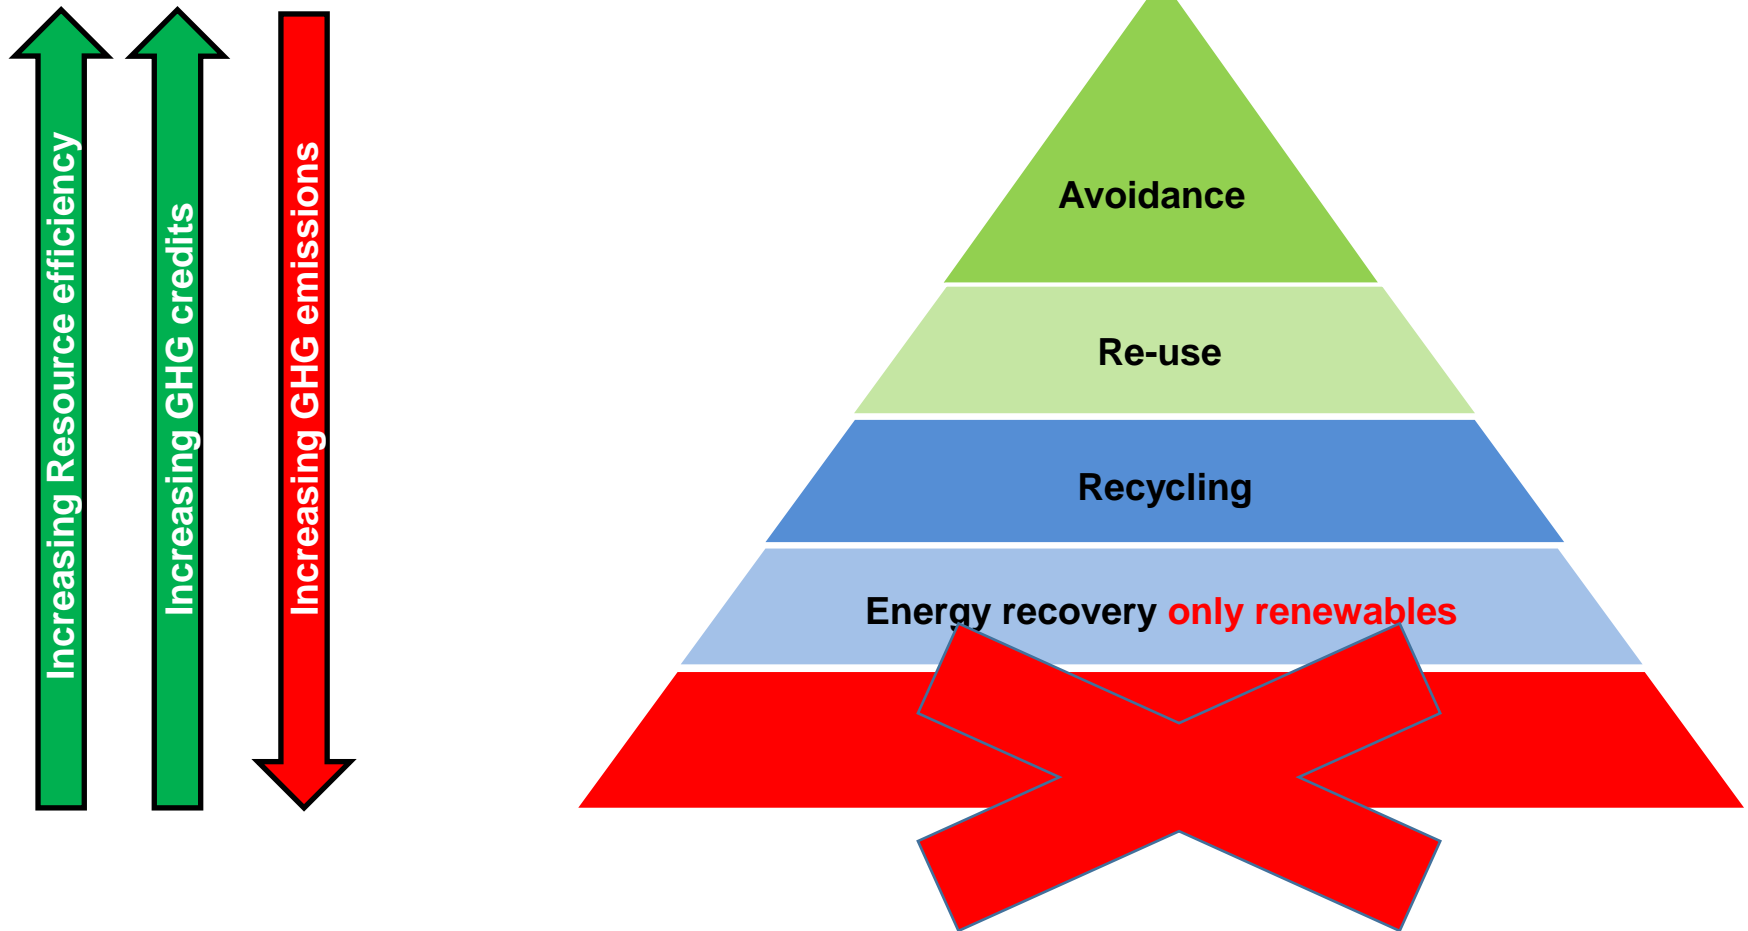 Increasing Resource efficiency
Increasing GHG credits
Increasing GHG emissions
Avoidance
Re-use
Recycling
Energy recovery only renewables